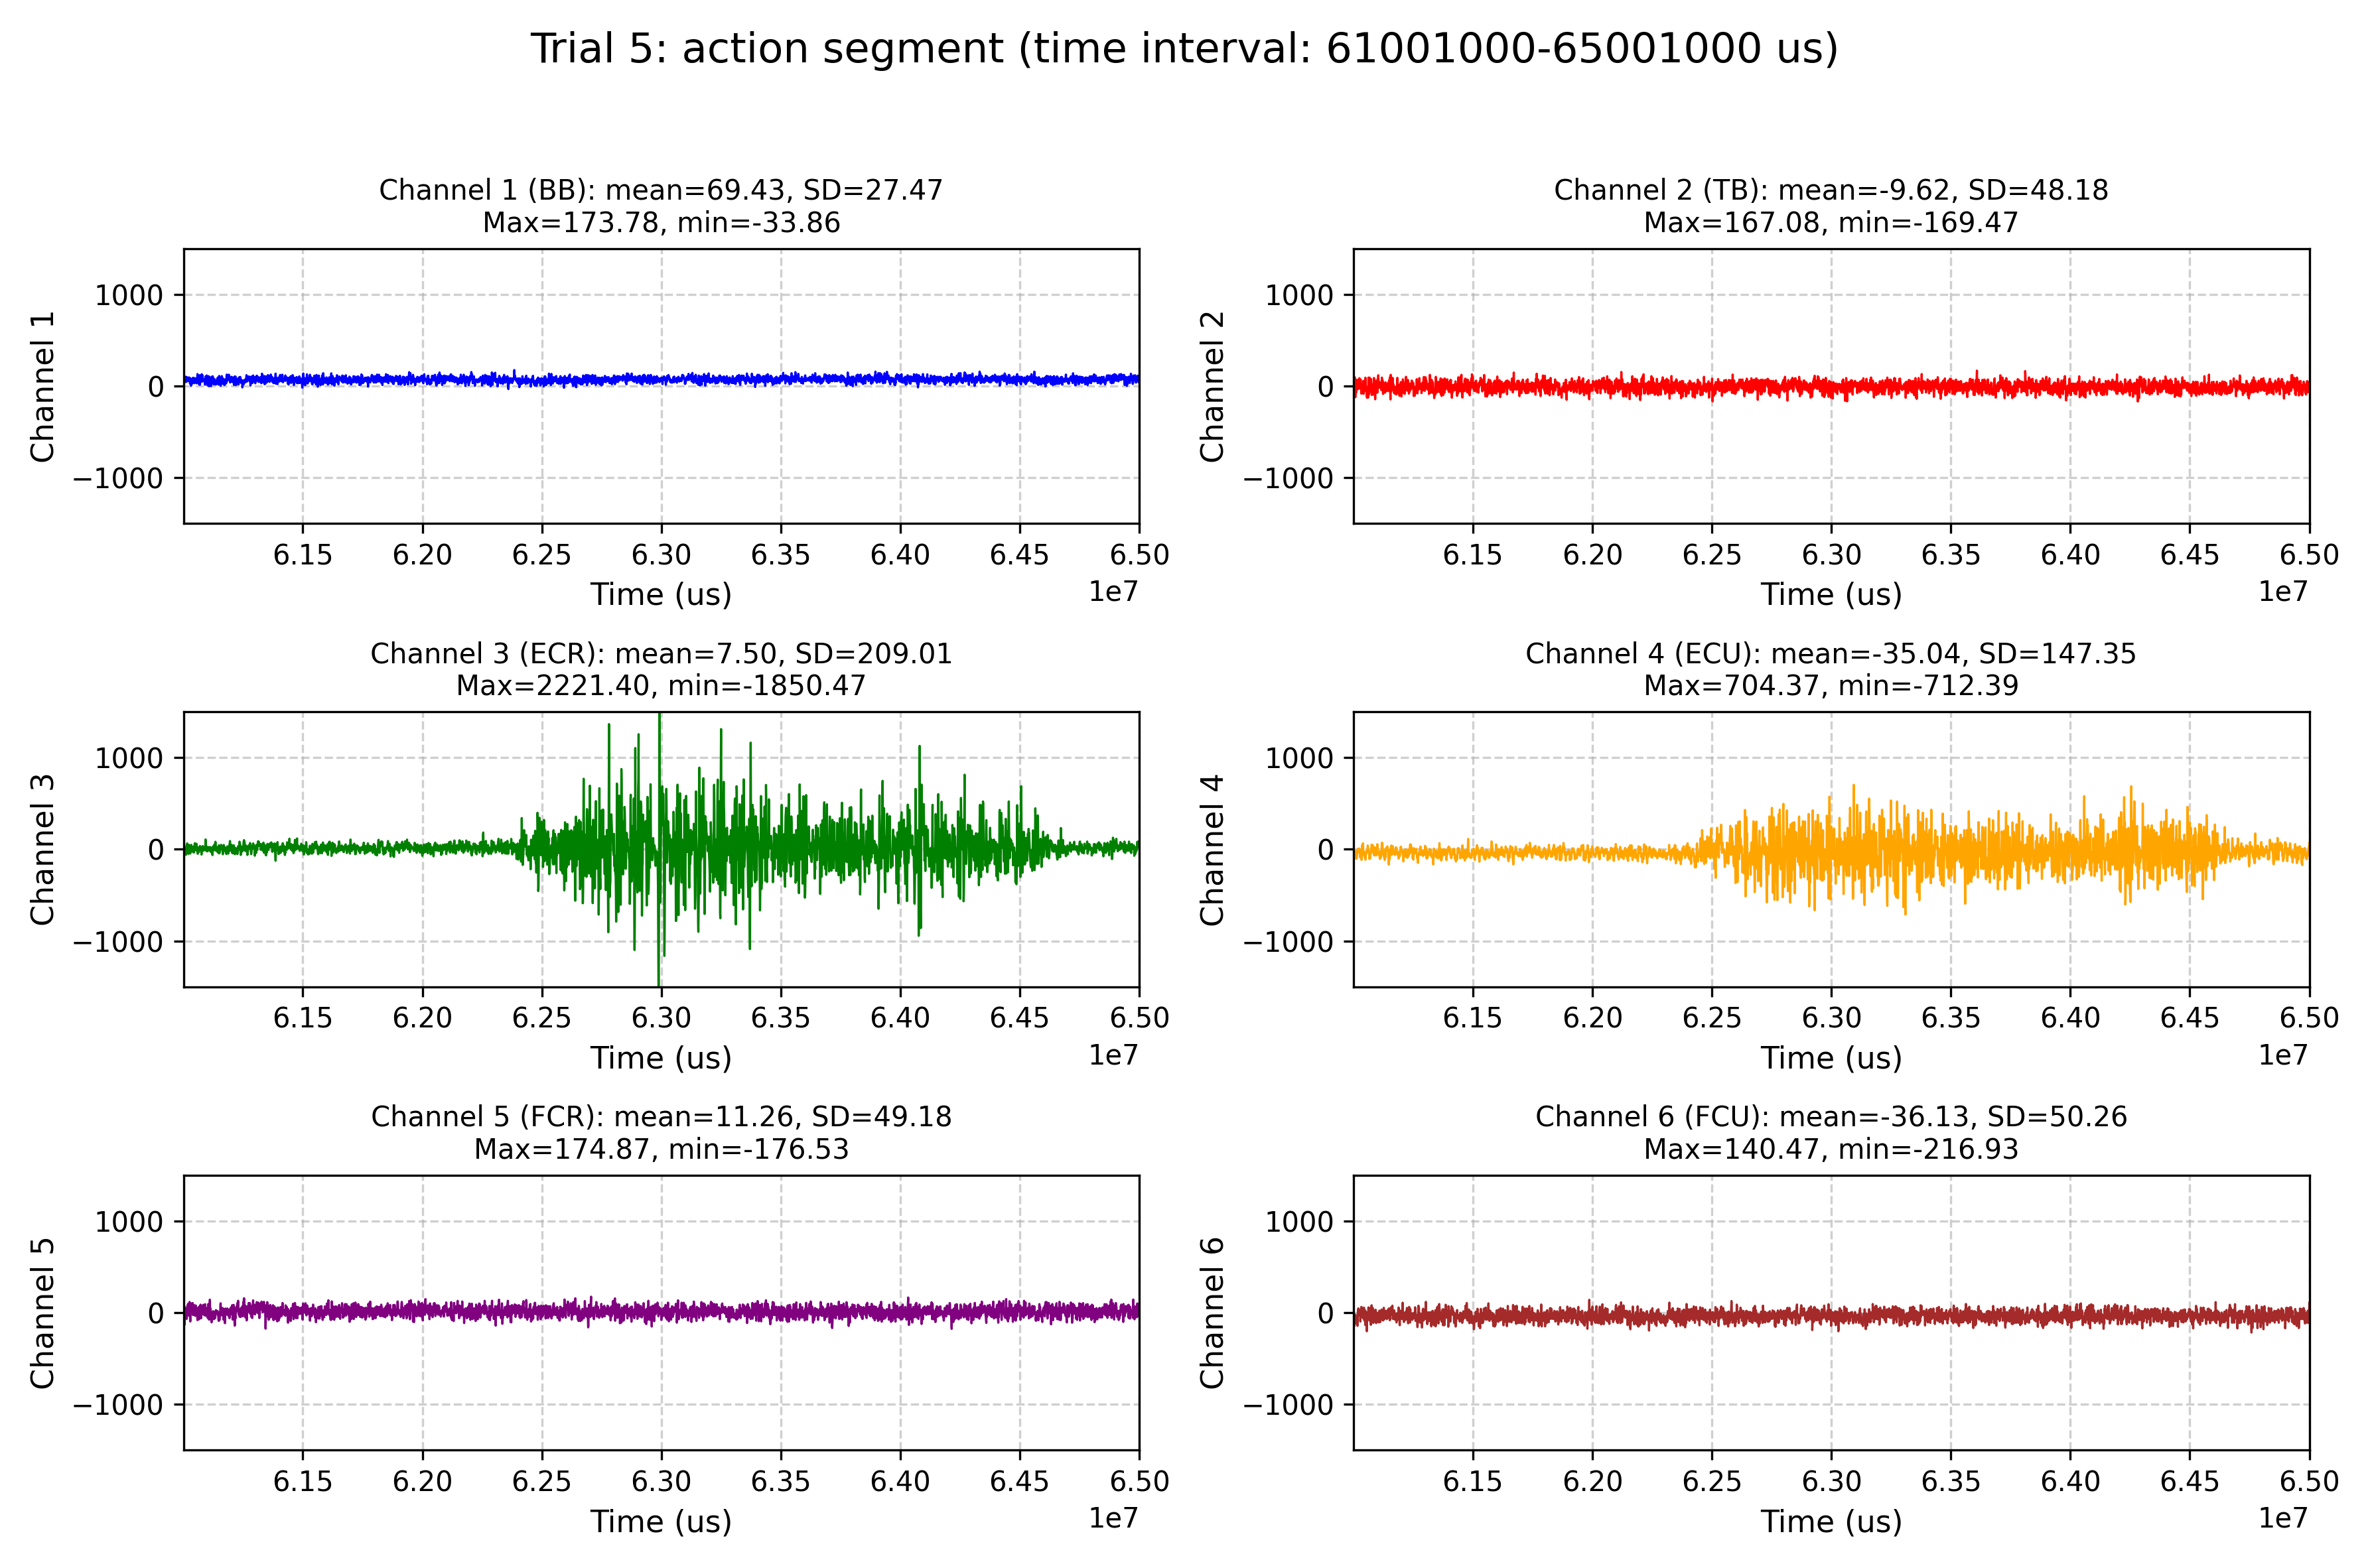 Trial 5: action segment (time interval: 61001000-65001000 us)
Channel 1 (BB): mean=69.43, SD=27.47
Max=173.78, min=-33.86
Channel 1
1000
0
−1000
6.15 6.20 6.25 6.30 6.35 6.40 6.45 6.50
Time (us)
1e7
Channel 2 (TB): mean=-9.62, SD=48.18
Max=167.08, min=-169.47
Channel 2
1000
0
−1000
6.15 6.20 6.25 6.30 6.35 6.40 6.45 6.50
Time (us)
1e7
Channel 3 (ECR): mean=7.50, SD=209.01
Max=2221.40, min=-1850.47
Channel 3
1000
0
−1000
6.15 6.20 6.25 6.30 6.35 6.40 6.45 6.50
Time (us)
1e7
Channel 4 (ECU): mean=-35.04, SD=147.35
Max=704.37, min=-712.39
Channel 4
1000
0
−1000
6.15 6.20 6.25 6.30 6.35 6.40 6.45 6.50
Time (us)
1e7
Channel 5 (FCR): mean=11.26, SD=49.18
Max=174.87, min=-176.53
Channel 5
1000
0
−1000
6.15 6.20 6.25 6.30 6.35 6.40 6.45 6.50
Time (us)
1e7
Channel 6 (FCU): mean=-36.13, SD=50.26
Max=140.47, min=-216.93
Channel 6
1000
0
−1000
6.15 6.20 6.25 6.30 6.35 6.40 6.45 6.50
Time (us)
1e7